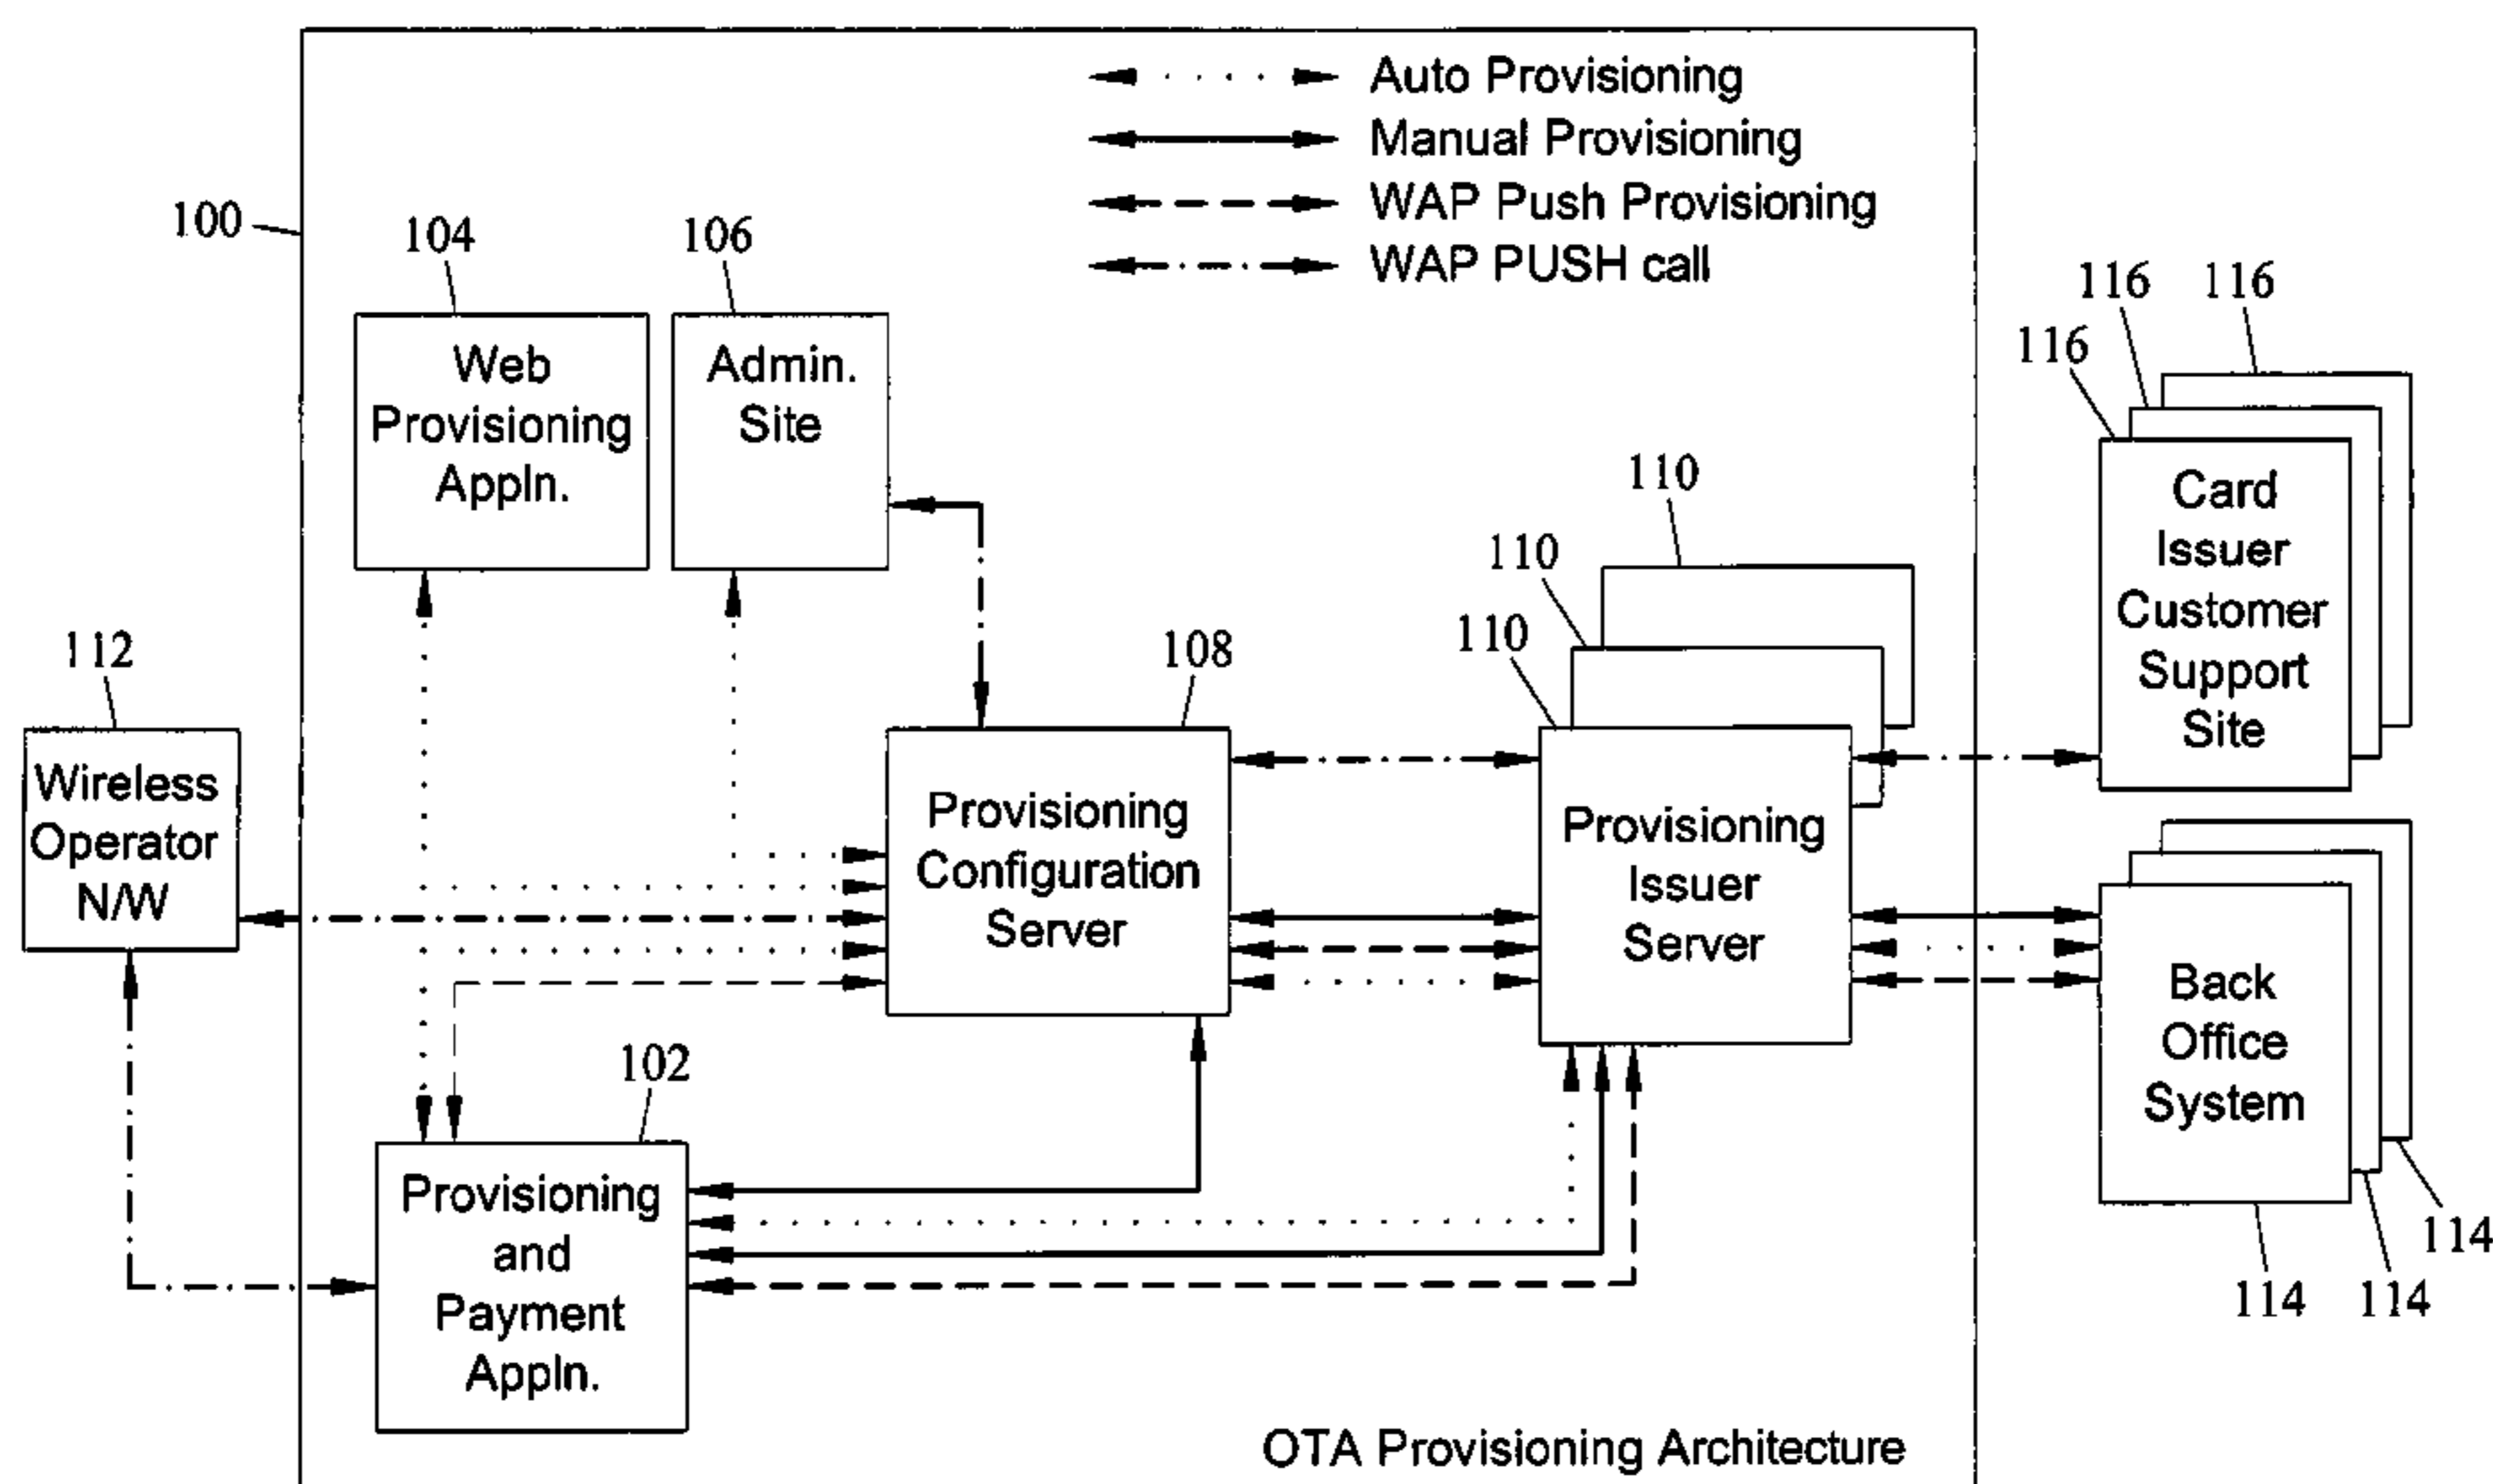 Auto Provisioning
Manual Provisioning
WAP Push Provisioning
WAP PUSH call
100
104
106
116
116
116
Web
Provisioning
Appln.
Admin.
Site
110
110
110
Card
Issuer
Customer
Support
Site
112
108
Wireless
Operator
N/W
Provisioning
Configuration
Server
Provisioning
Issuer
Server
Back
Office
System
102
Provisioning
and
Payment
Appln.
114
114
114
OTA Provisioning Architecture